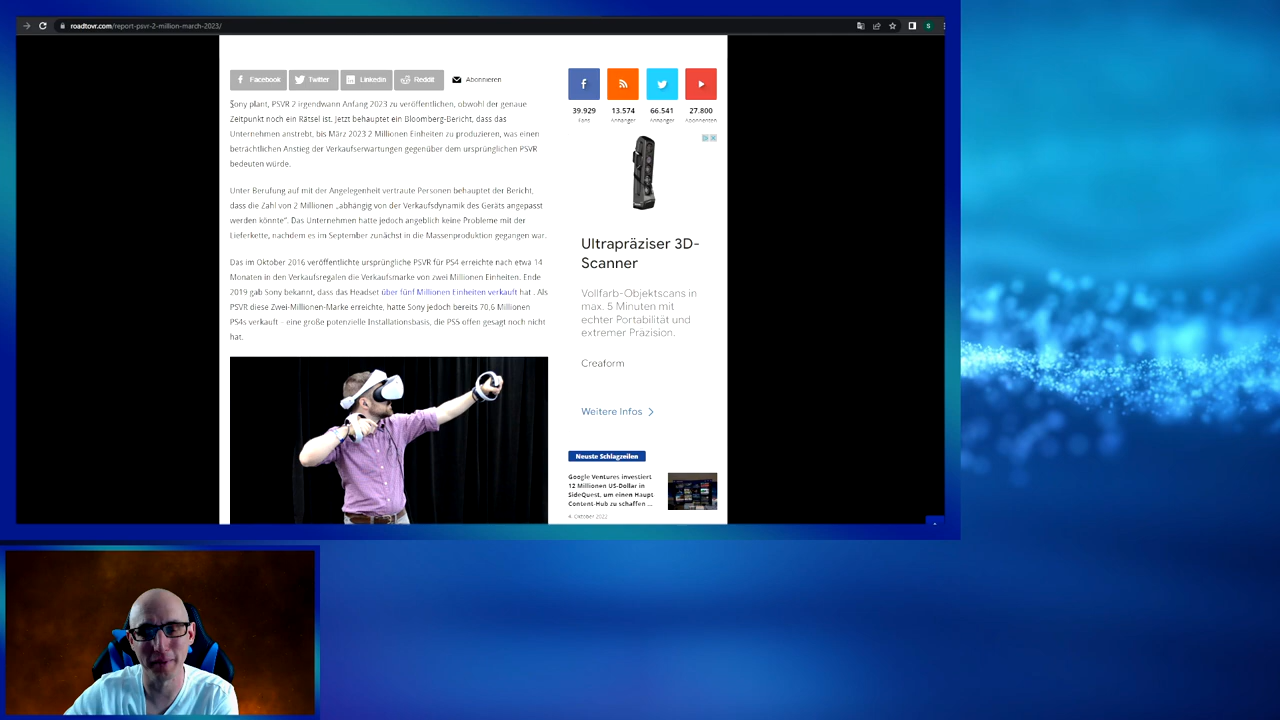 roadtovr.com/report-psvr-2-million-march-2023/
S
Facebook
Twitter
Linkedin
Reddit
Abonnieren
39.929
Fans
13.574
Anhänger
66.541
Anhänger
27.800
Abonnenten
Sony plant, PSVR 2 irgendwann Anfang 2023 zu veröffentlichen, obwohl der genaue
Zeitpunkt noch ein Rätsel ist. Jetzt behauptet ein Bloomberg-Bericht, dass das
Unternehmen anstrebt, bis März 2023 2 Millionen Einheiten zu produzieren, was einen
beträchtlichen Anstieg der Verkaufserwartungen gegenüber dem ursprünglichen PSVR
bedeuten würde.
Unter Berufung auf mit der Angelegenheit vertraute Personen behauptet der Bericht,
dass die Zahl von 2 Millionen „abhängig von der Verkaufsdynamik des Geräts angepasst
werden könnte“. Das Unternehmen hatte jedoch angeblich keine Probleme mit der
Lieferkette, nachdem es im September zunächst in die Massenproduktion gegangen war.
Das im Oktober 2016 veröffentlichte ursprüngliche PSVR für PS4 erreichte nach etwa 14
Monaten in den Verkaufsregalen die Verkaufsmarke von zwei Millionen Einheiten. Ende
2019 gab Sony bekannt, dass das Headset über fünf Millionen Einheiten verkauft hat . Als
PSVR diese Zwei-Millionen-Marke erreichte, hatte Sony jedoch bereits 70,6 Millionen
PS4s verkauft – eine große potenzielle Installationsbasis, die PS5 offen gesagt noch nicht
hat.
Ultrapräziser 3D-
Scanner
Vollfarb-Objektscans in
max. 5 Minuten mit
echter Portabilität und
extremer Präzision.
Creaform
Weitere Infos
Neuste Schlagzeilen
Google Ventures investiert
12 Millionen US-Dollar in
SideQuest, um einen Haupt
Content-Hub zu schaffen ...
4. Oktober 2022